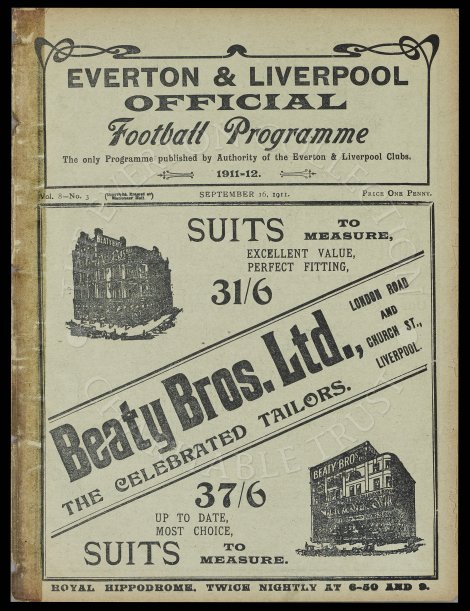 EVERTON & LIVERPOOL
OFFICIAL
Football Programme
The only Programme published by Authority of the Everton & Liverpool Clubs.
1911-12.
Vol. 8—No. 3
SEPTEMBER 16, 1911.
PRICE ONE PENNY.
SUITS TO MEASURE,
EXCELLENT VALUE,
PERFECT FITTING,
31/6
Beaty Bros. Ltd.,
LONDON ROAD
AND
CHURCH ST.,
LIVERPOOL.
THE CELEBRATED TAILORS.
37/6
BEATY BROS
UP TO DATE,
MOST CHOICE,
SUITS TO MEASURE.
ROYAL HIPPODROME, TWICE NIGHTLY AT 6-50 AND 9.